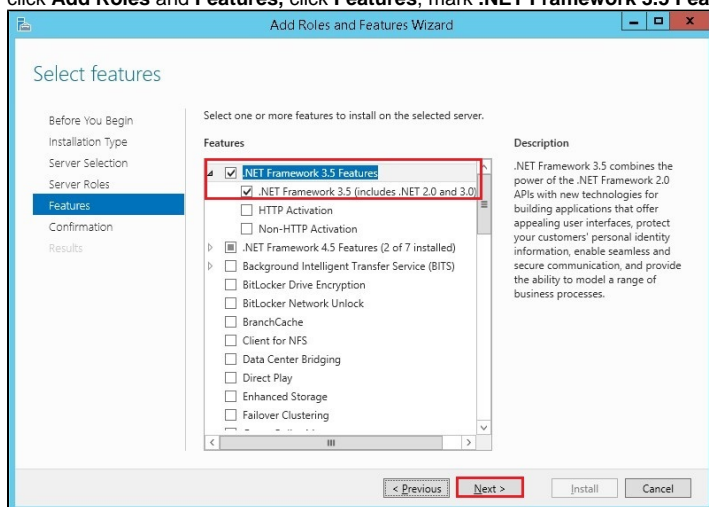 click Add Roles and Features, click Features, mark .NET Framework 3.5 Fea
Add Roles and Features Wizard
Select features
Before You Begin
Installation Type
Server Selection
Server Roles
Features
Confirmation
Results
Select one or more features to install on the selected server.
Features
.NET Framework 3.5 Features
.NET Framework 3.5 (includes .NET 2.0 and 3.0)
HTTP Activation
Non-HTTP Activation
.NET Framework 4.5 Features (2 of 7 installed)
Background Intelligent Transfer Service (BITS)
BitLocker Drive Encryption
BitLocker Network Unlock
BranchCache
Client for NFS
Data Center Bridging
Direct Play
Enhanced Storage
Failover Clustering
Description
.NET Framework 3.5 combines the
power of the .NET Framework 2.0
APIs with new technologies for
building applications that offer
appealing user interfaces, protect
your customers' personal identity
information, enable seamless and
secure communication, and provide
the ability to model a range of
business processes.
< Previous
Next >
Install
Cancel